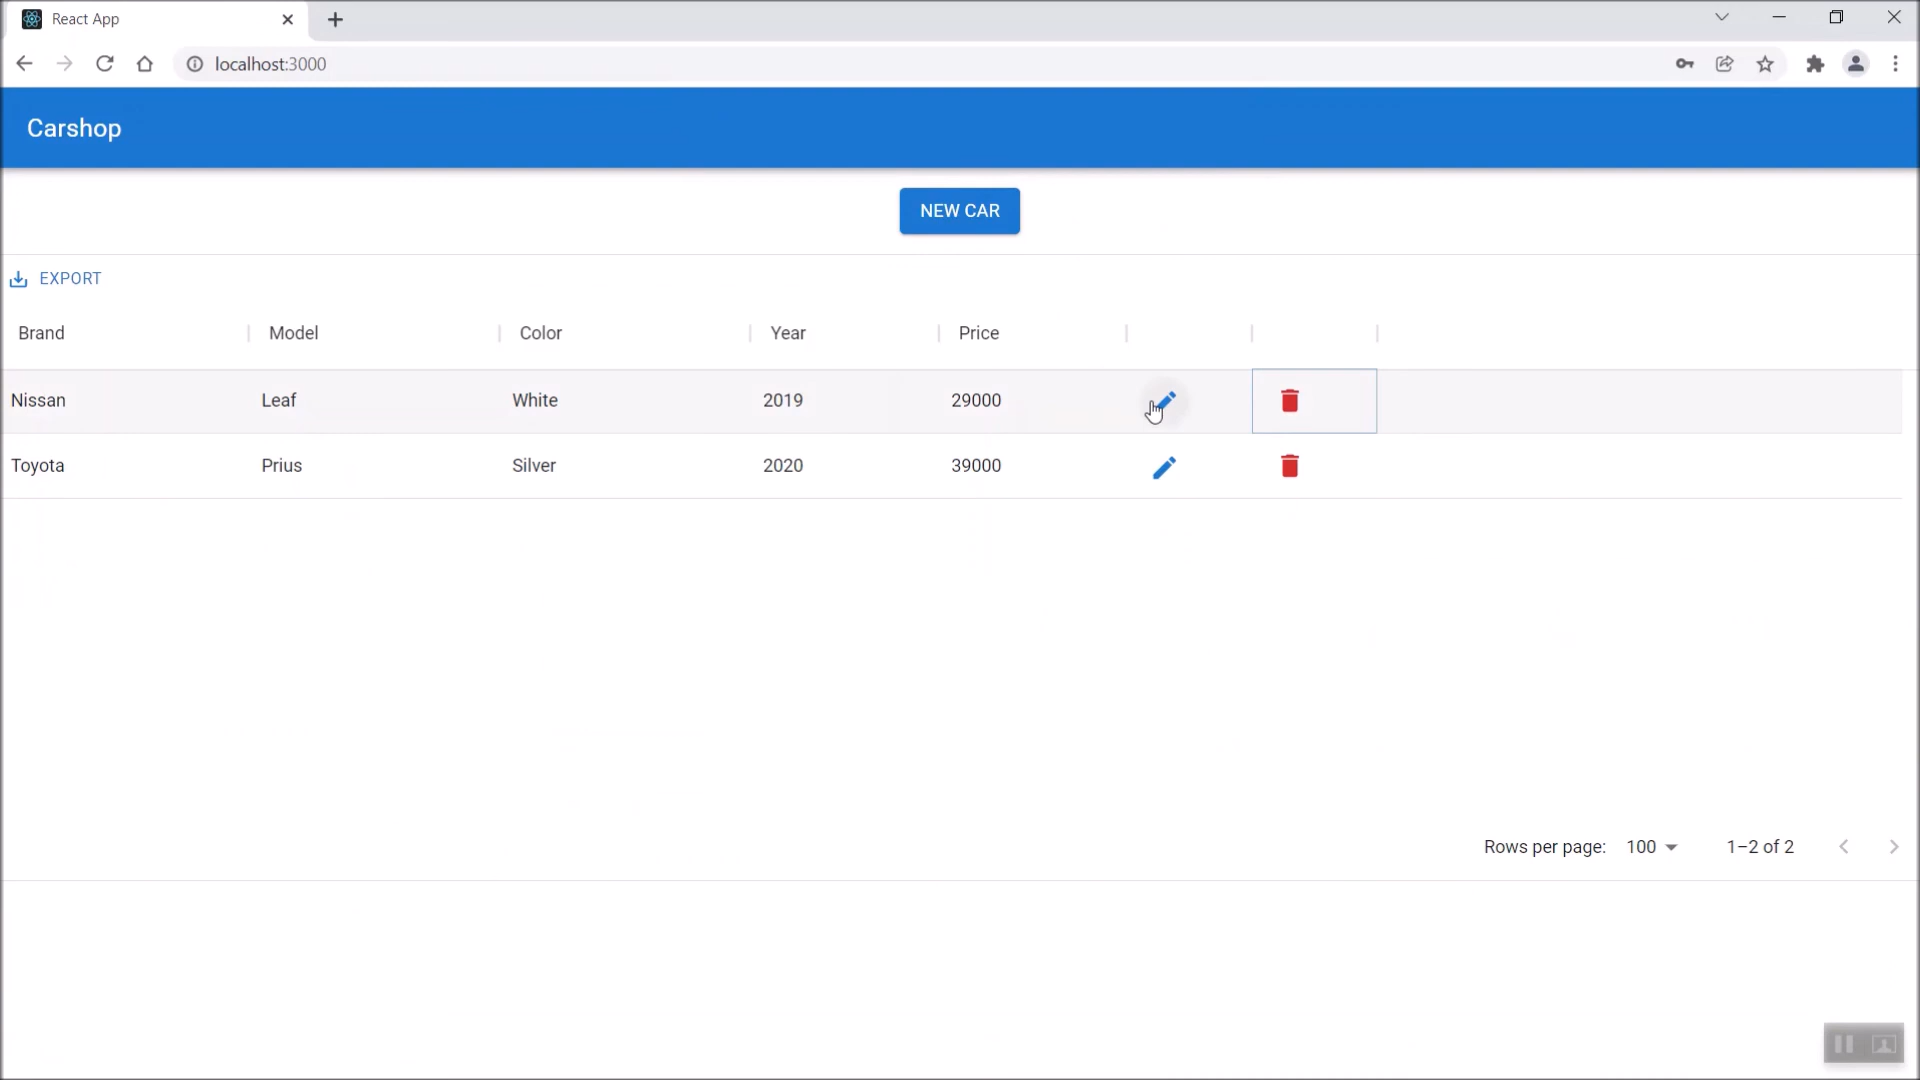 React App
localhost:3000
Carshop
NEW CAR
EXPORT
Brand Model Color Year Price
Nissan Leaf White 2019 29000
Toyota Prius Silver 2020 39000
Rows per page: 100 1–2 of 2